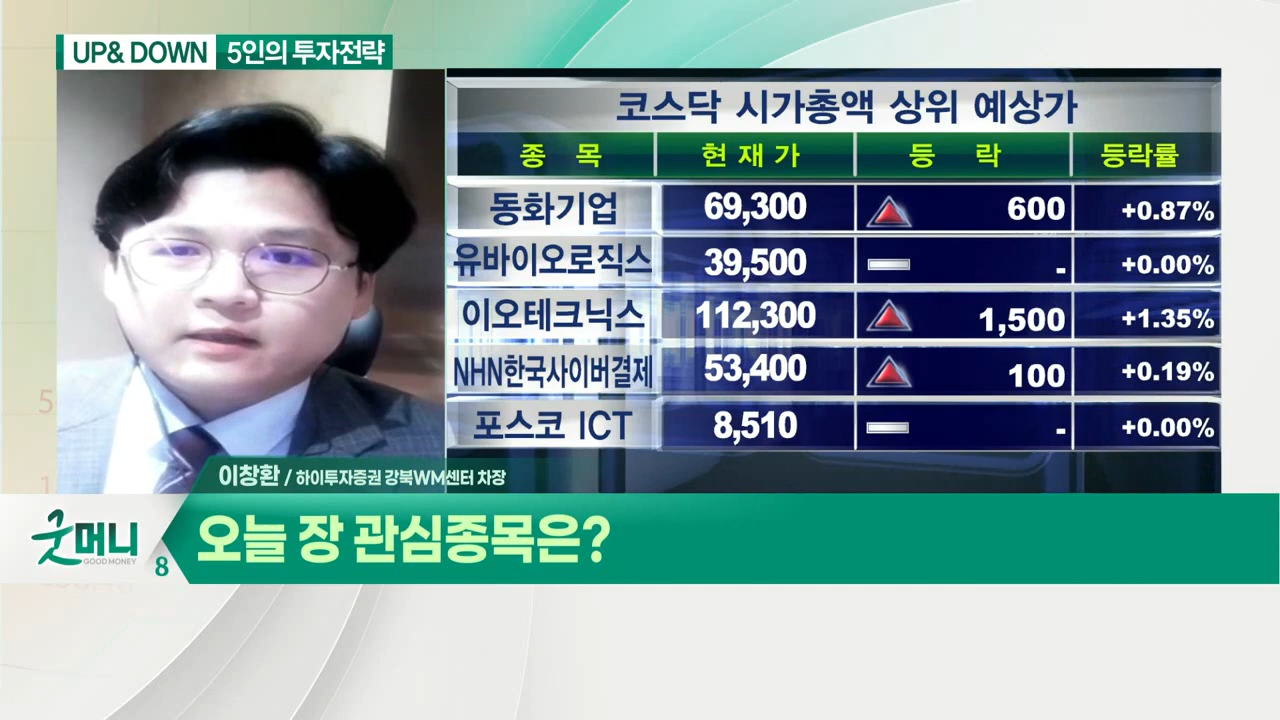 UP& DOWN 5인의 투자전략
코스닥 시가총액 상위 예상가
종 목 현 재 가 등 락 등락률
동화기업 69,300 ▲ 600 +0.87%
유바이오로직스 39,500 - +0.00%
이오테크닉스 112,300 ▲ 1,500 +1.35%
NHN한국사이버결제 53,400 ▲ 100 +0.19%
포스코 ICT 8,510 - +0.00%
이창환 / 하이투자증권 강북WM센터 차장
굿머니
GOOD MONEY
8
오늘 장 관심종목은?